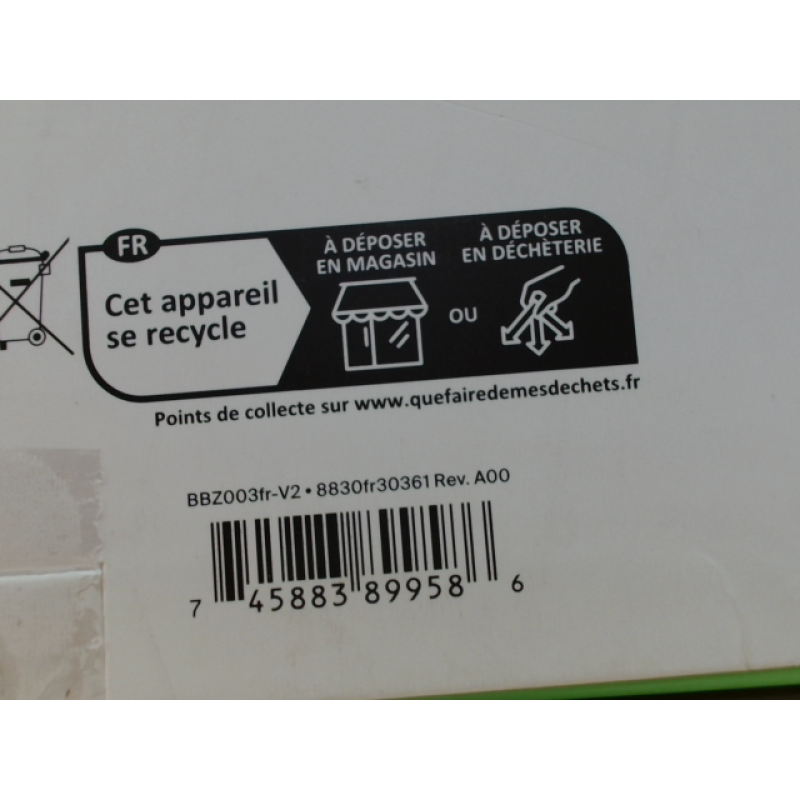 FR
Cet appareil
se recycle
À DÉPOSER
EN MAGASIN
OU
À DÉPOSER
EN DÉCHÈTERIE
Points de collecte sur www.quefairedemesdechets.fr
BBZ003fr-V2 • 8830fr30361 Rev. A00
7 45883 89958 6